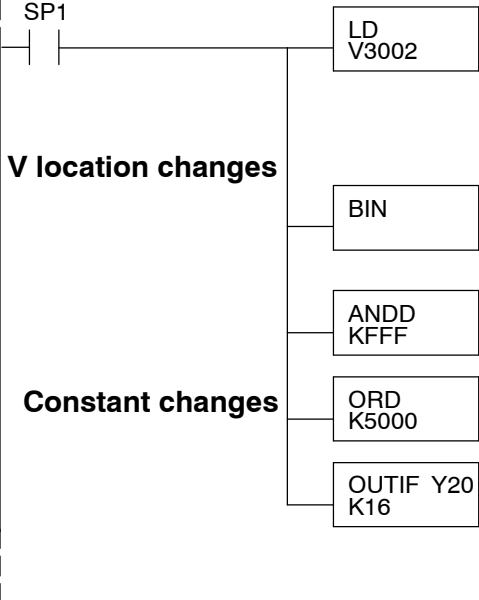 SP1
LD
V3002
V location changes
BIN
ANDD
KFFF
Constant changes
ORD
K5000
OUTIF Y20
K16